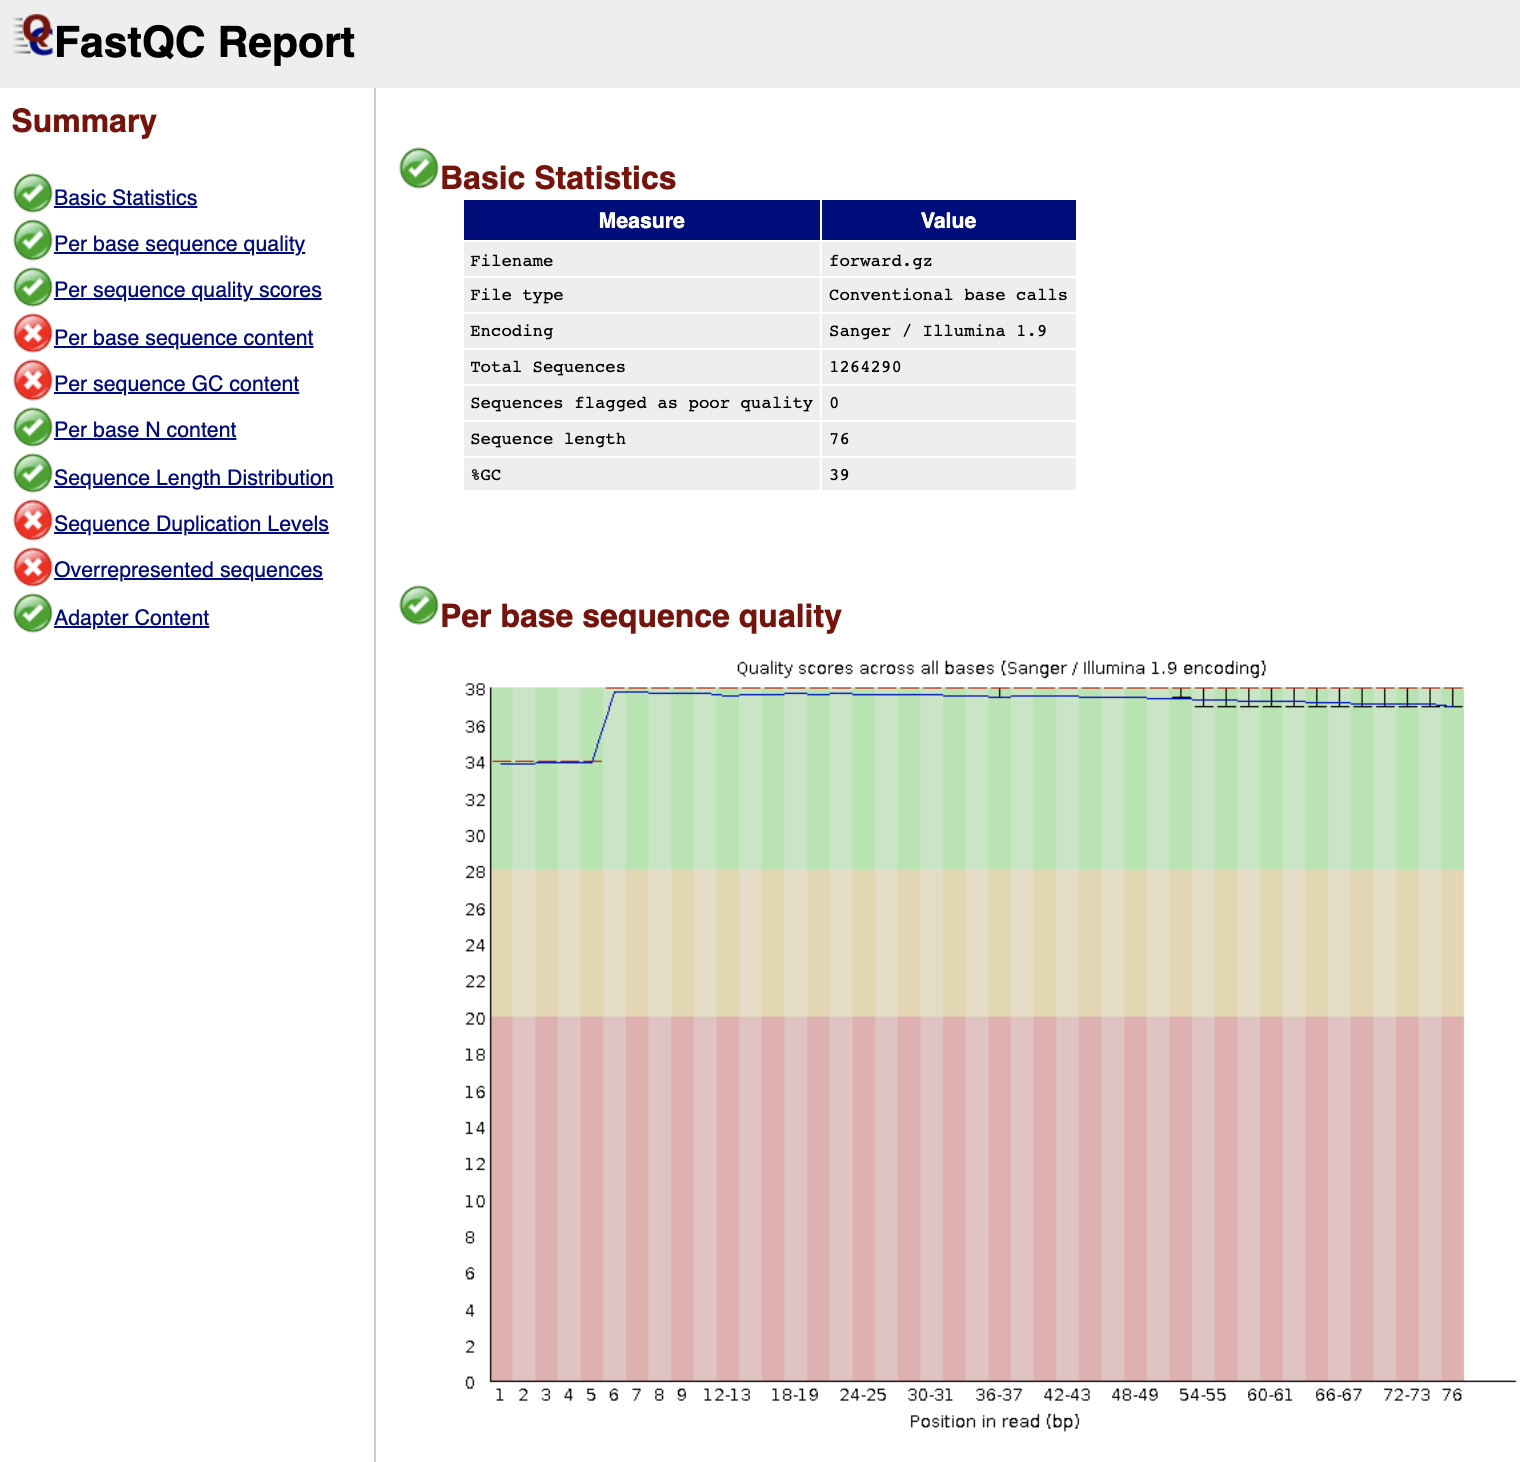 FastQC Report
Summary
Basic Statistics
Per base sequence quality
Per sequence quality scores
Per base sequence content
Per sequence GC content
Per base N content
Sequence Length Distribution
Sequence Duplication Levels
Overrepresented sequences
Adapter Content
Basic Statistics
Measure Value
Filename forward.gz
File type Conventional base calls
Encoding Sanger / Illumina 1.9
Total Sequences 1264290
Sequences flagged as poor quality 0
Sequence length 76
%GC 39
Per base sequence quality
Quality scores across all bases (Sanger / Illumina 1.9 encoding)
38
36
34
32
30
28
26
24
22
20
18
16
14
12
10
8
6
4
2
0
1 2 3 4 5 6 7 8 9 12-13 18-19 24-25 30-31 36-37 42-43 48-49 54-55 60-61 66-67 72-73 76
Position in read (bp)